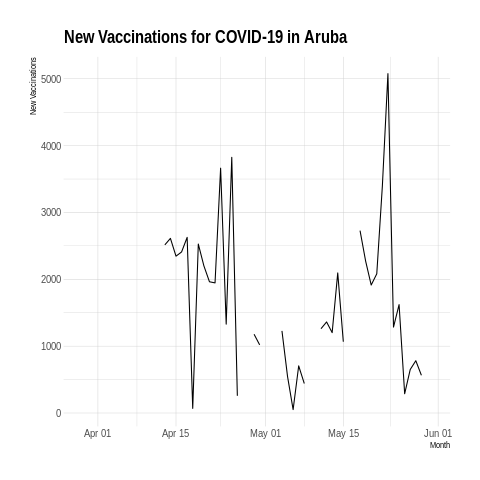 New Vaccinations for COVID-19 in Aruba
New Vaccinations
5000
4000
3000
2000
1000
0
Apr 01 Apr 15 May 01 May 15 Jun 01
Month